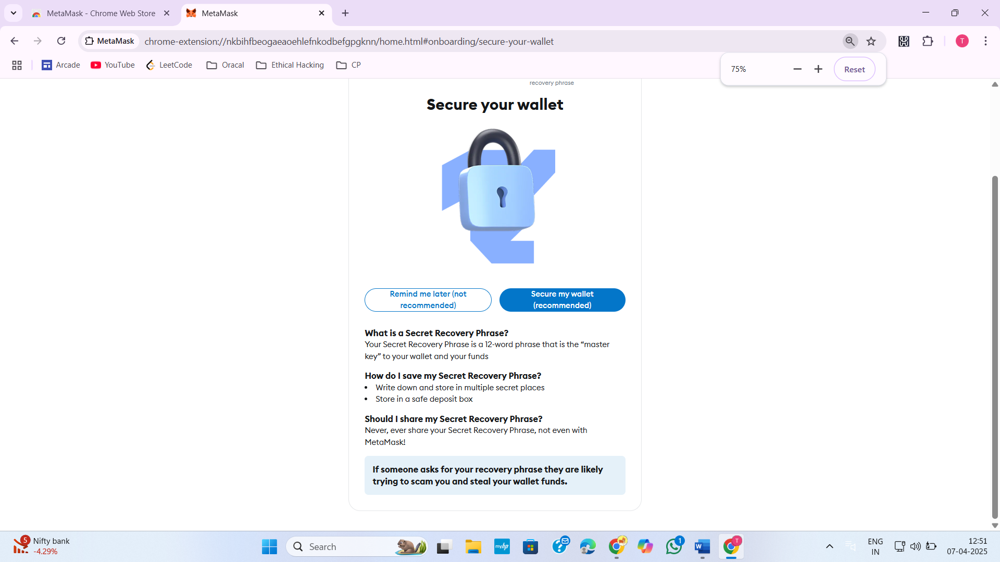 MetaMask - Chrome Web Store
MetaMask
MetaMask
chrome-extension://nkbihfbeogaeaoehlefnkodbefgpgknn/home.html#onboarding/secure-your-wallet
T
Arcade
YouTube
LeetCode
Oracal
Ethical Hacking
CP
75%
Reset
recovery phrase
Secure your wallet
Remind me later (not
recommended)
Secure my wallet
(recommended)
What is a Secret Recovery Phrase?
Your Secret Recovery Phrase is a 12-word phrase that is the “master
key” to your wallet and your funds
How do I save my Secret Recovery Phrase?
• Write down and store in multiple secret places
• Store in a safe deposit box
Should I share my Secret Recovery Phrase?
Never, ever share your Secret Recovery Phrase, not even with
MetaMask!
If someone asks for your recovery phrase they are likely
trying to scam you and steal your wallet funds.
5
Nifty bank
-4.29%
Search
myhp
1
W
T
ENG
IN
12:51
07-04-2025